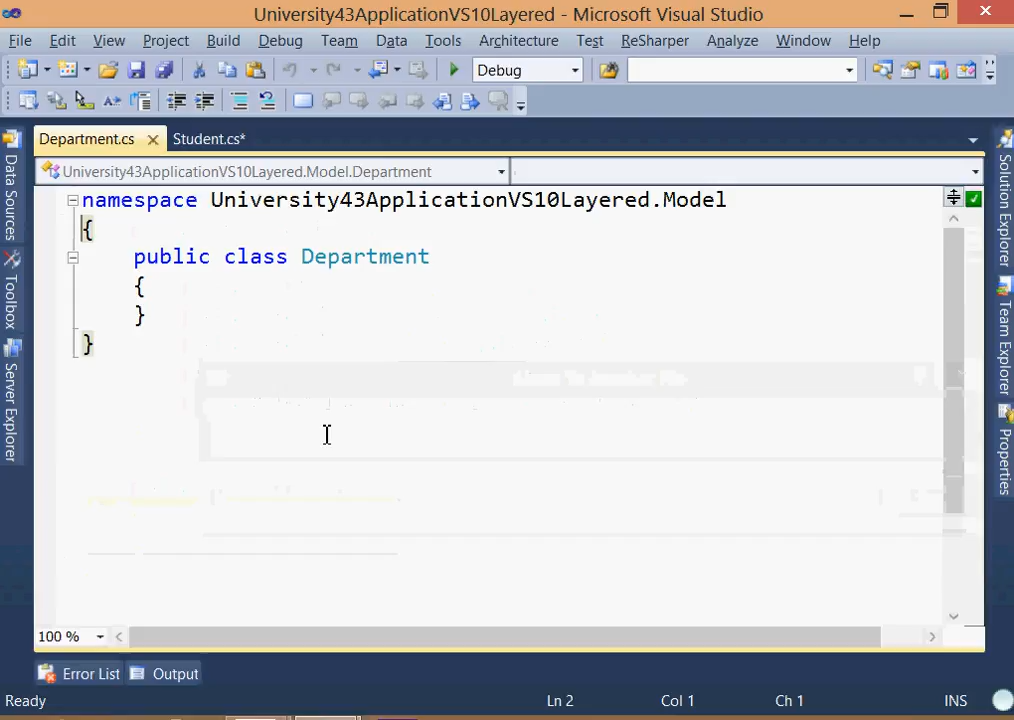 University43ApplicationVS10Layered - Microsoft Visual Studio
File Edit View Project Build Debug Team Data Tools Architecture Test ReSharper Analyze Window Help
Debug
Department.cs Student.cs*
University43ApplicationVS10Layered.Model.Department
namespace University43ApplicationVS10Layered.Model
{
public class Department
{
}
}
100 %
Error List Output
Ready Ln 2 Col 1 Ch 1 INS
Data Sources
Toolbox
Server Explorer
Solution Explorer
Team Explorer
Properties